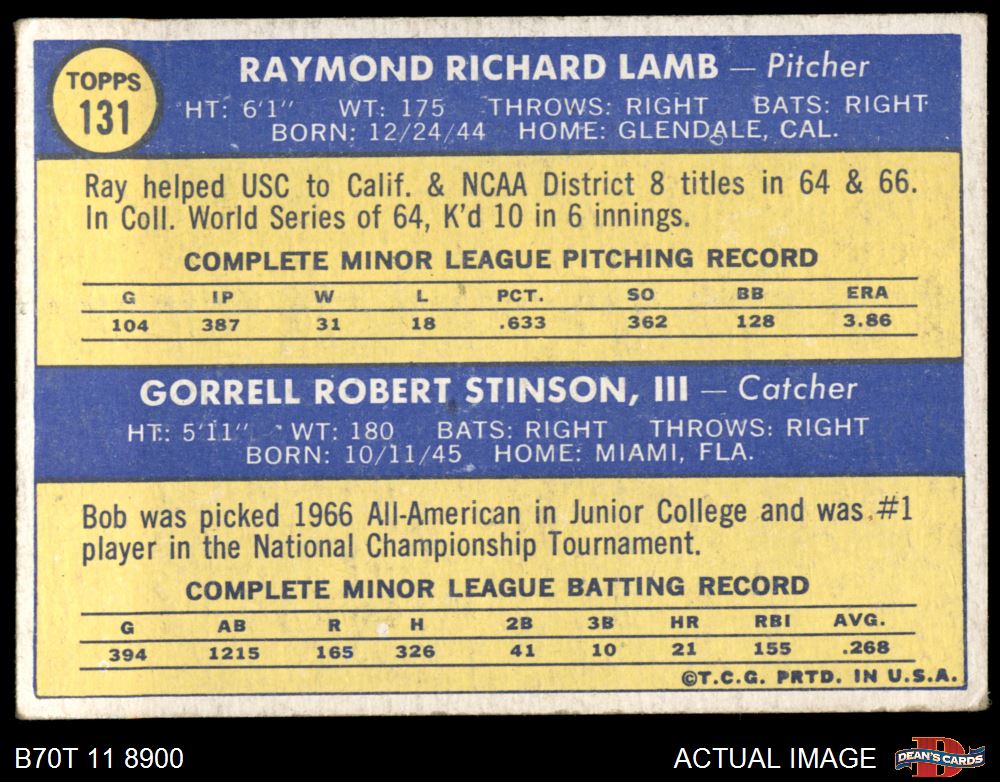 TOPPS
131
RAYMOND RICHARD LAMB — Pitcher
HT: 6'1" WT: 175 THROWS: RIGHT BATS: RIGHT
BORN: 12/24/44 HOME: GLENDALE, CAL.
Ray helped USC to Calif. & NCAA District 8 titles in 64 & 66.
In Coll. World Series of 64, K'd 10 in 6 innings.
COMPLETE MINOR LEAGUE PITCHING RECORD
G IP W L PCT. SO BB ERA
104 387 31 18 .633 362 128 3.86
GORRELL ROBERT STINSON, III — Catcher
HT: 5'11" WT: 180 BATS: RIGHT THROWS: RIGHT
BORN: 10/11/45 HOME: MIAMI, FLA.
Bob was picked 1966 All-American in Junior College and was #1
player in the National Championship Tournament.
COMPLETE MINOR LEAGUE BATTING RECORD
G AB R H 2B 3B HR RBI AVG.
394 1215 165 326 41 10 21 155 .268
©T.C.G. PRTD. IN U.S.A.
B70T 11 8900
ACTUAL IMAGE
D
DEAN'S CARDS